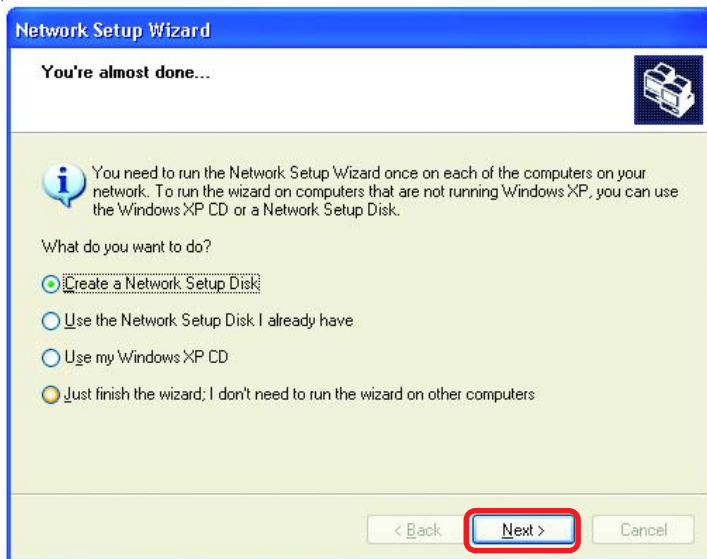 Network Setup Wizard
You're almost done...
You need to run the Network Setup Wizard once on each of the computers on your
network. To run the wizard on computers that are not running Windows XP, you can use
the Windows XP CD or a Network Setup Disk.
What do you want to do?
Create a Network Setup Disk
Use the Network Setup Disk I already have
Use my Windows XP CD
Just finish the wizard; I don't need to run the wizard on other computers
< Back
Next >
Cancel